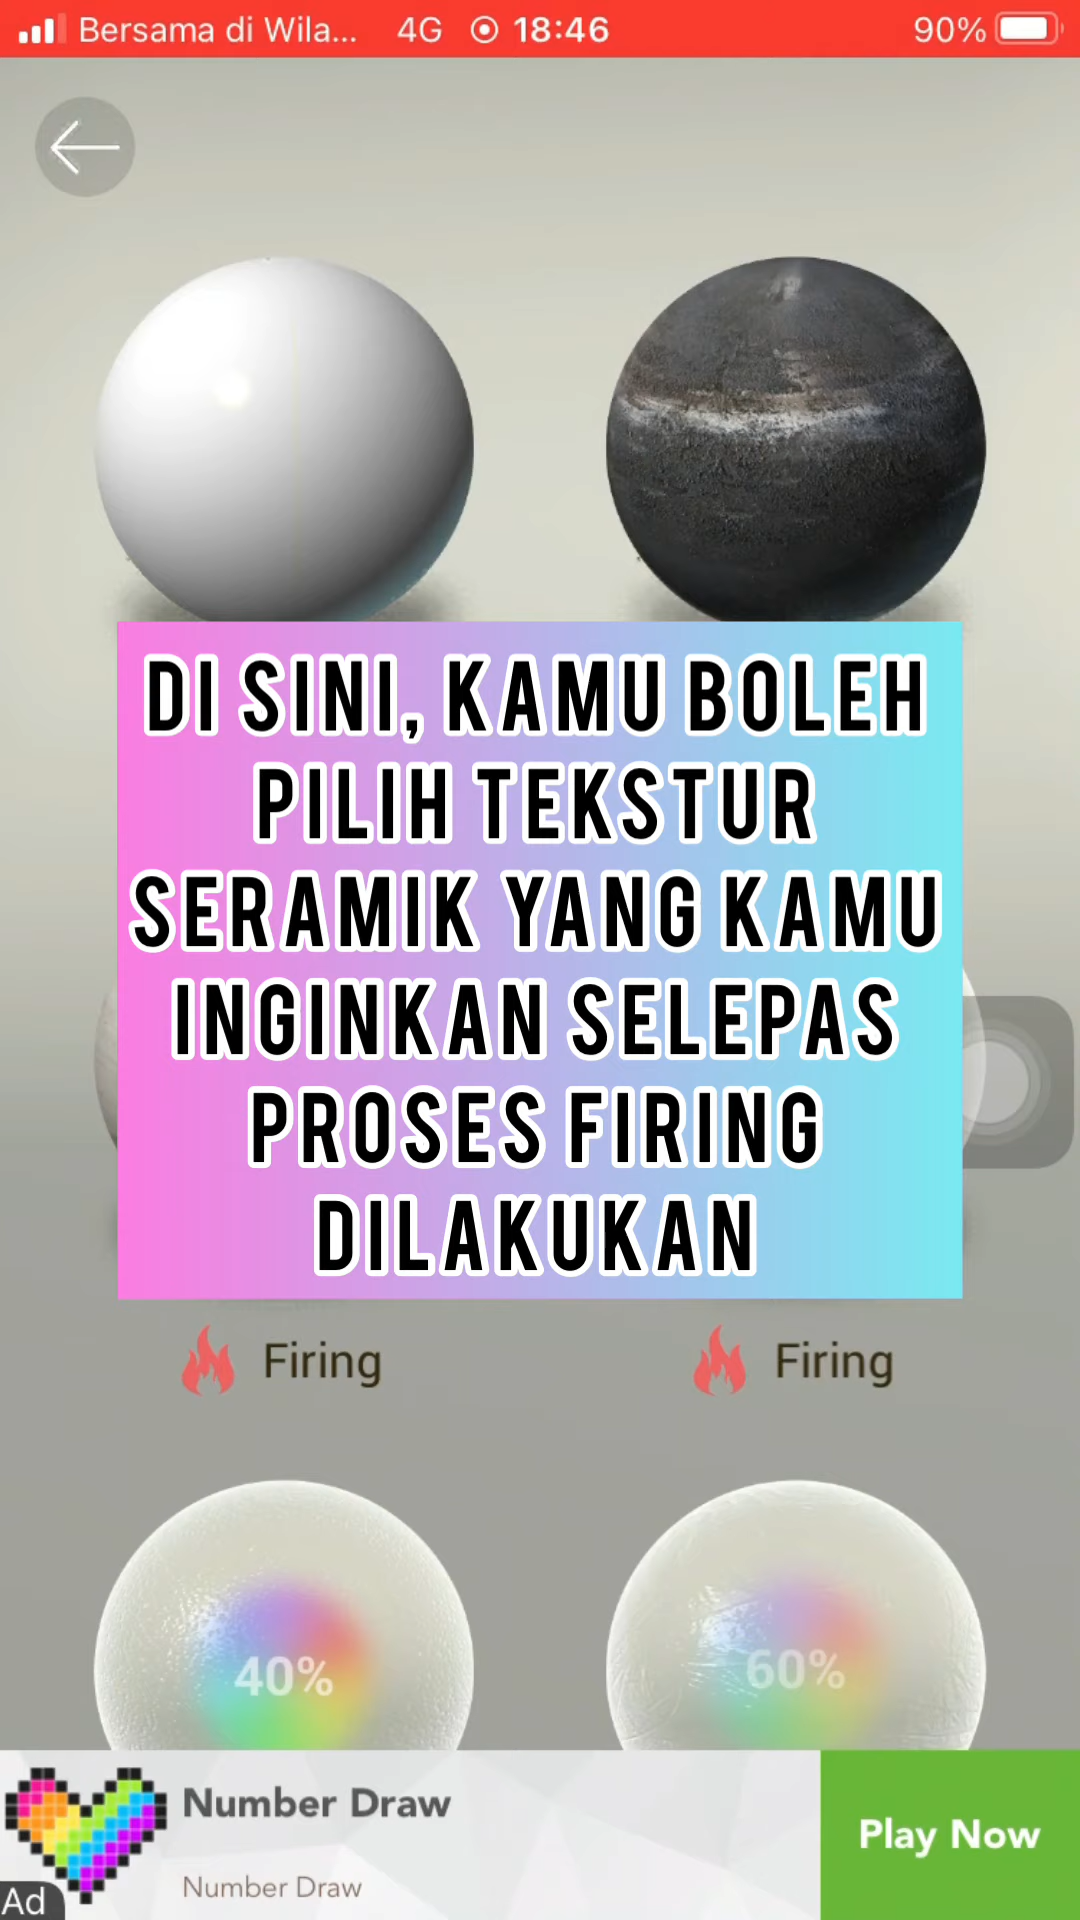 Bersama di Wila... 4G 18:46 90%
DI SINI, KAMU BOLEH
PILIH TEKSTUR
SERAMIK YANG KAMU
INGINKAN SELEPAS
PROSES FIRING
DILAKUKAN
Firing Firing
40% 60%
Number Draw
Play Now
Number Draw
Ad